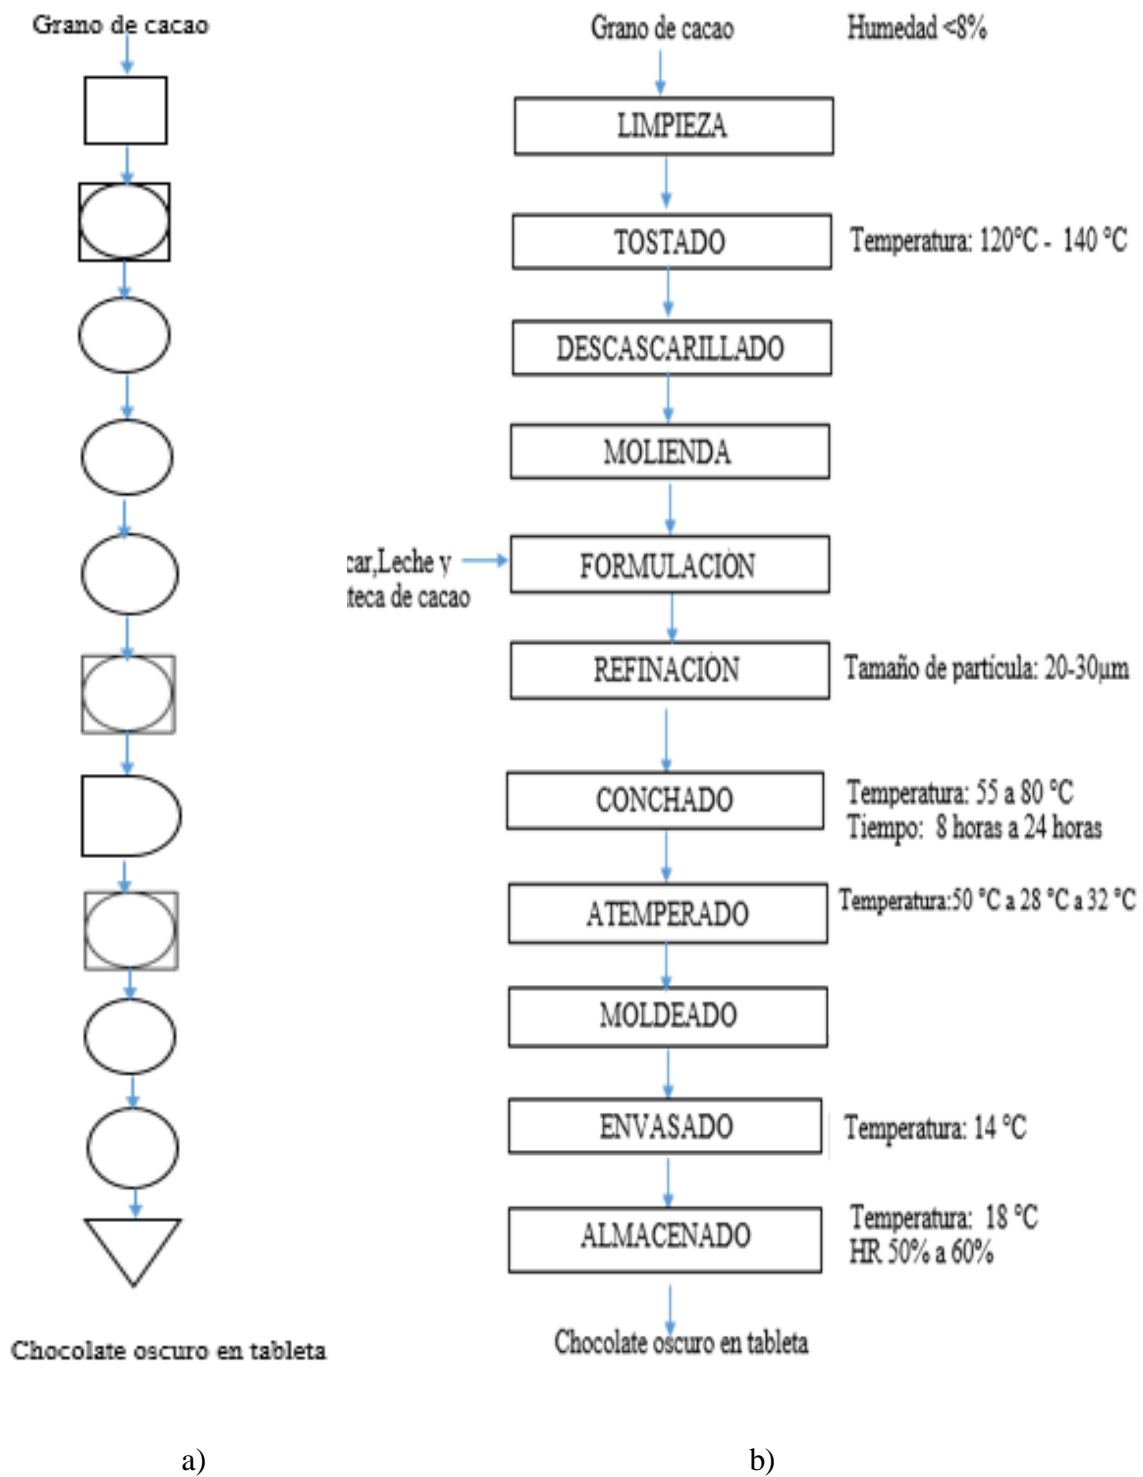 Grano de cacao
Chocolate oscuro en tableta
a)
Grano de cacao
Humedad <8%
LIMPIEZA
TOSTADO
Temperatura: 120°C - 140 °C
DESCASCARILLADO
MOLIENDA
car,Leche y
teca de cacao
FORMULACIÓN
REFINACIÓN
Tamaño de partícula: 20-30µm
CONCHADO
Temperatura: 55 a 80 °C
Tiempo: 8 horas a 24 horas
ATEMPERADO
Temperatura:50 °C a 28 °C a 32 °C
MOLDEADO
ENVASADO
Temperatura: 14 °C
ALMACENADO
Temperatura: 18 °C
HR 50% a 60%
Chocolate oscuro en tableta
b)